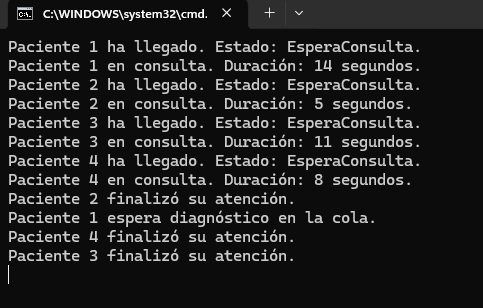 C:\WINDOWS\system32\cmd.
Paciente 1 ha llegado. Estado: EsperaConsulta.
Paciente 1 en consulta. Duración: 14 segundos.
Paciente 2 ha llegado. Estado: EsperaConsulta.
Paciente 2 en consulta. Duración: 5 segundos.
Paciente 3 ha llegado. Estado: EsperaConsulta.
Paciente 3 en consulta. Duración: 11 segundos.
Paciente 4 ha llegado. Estado: EsperaConsulta.
Paciente 4 en consulta. Duración: 8 segundos.
Paciente 2 finalizó su atención.
Paciente 1 espera diagnóstico en la cola.
Paciente 4 finalizó su atención.
Paciente 3 finalizó su atención.